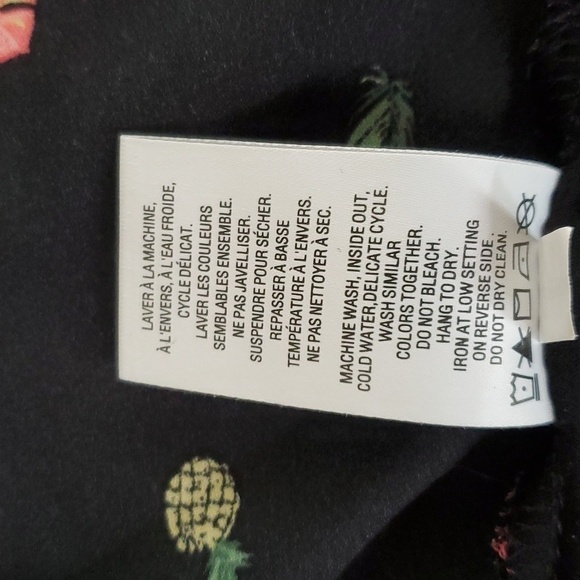 LAVER À LA MACHINE,
À L'ENVERS, À L'EAU FROIDE,
CYCLE DÉLICAT.
LAVER LES COULEURS
SEMBLABLES ENSEMBLE.
NE PAS JAVELLISER.
SUSPENDRE POUR SÉCHER.
REPASSER À BASSE
TEMPÉRATURE À L'ENVERS.
NE PAS NETTOYER À SEC.
MACHINE WASH, INSIDE OUT,
COLD WATER, DELICATE CYCLE.
WASH SIMILAR
COLORS TOGETHER.
DO NOT BLEACH.
HANG TO DRY.
IRON AT LOW SETTING
ON REVERSE SIDE.
DO NOT DRY CLEAN.